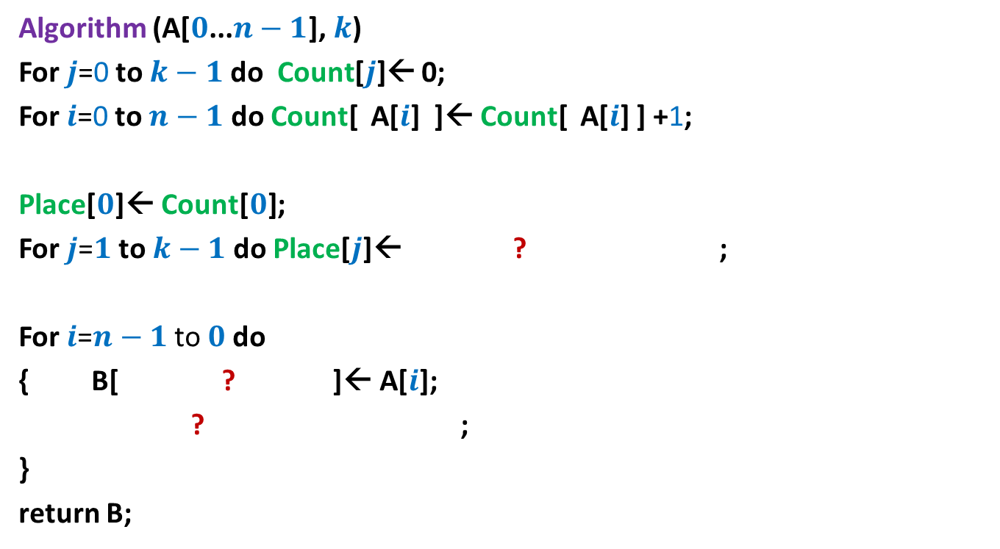 Algorithm (A[0...n − 1], k)
For j=0 to k − 1 do Count[j]← 0;
For i=0 to n − 1 do Count[ A[i] ]← Count[ A[i] ] +1;
Place[0]← Count[0];
For j=1 to k − 1 do Place[j]← ? ;
For i=n − 1 to 0 do
{ B[ ? ]← A[i];
? ;
}
return B;